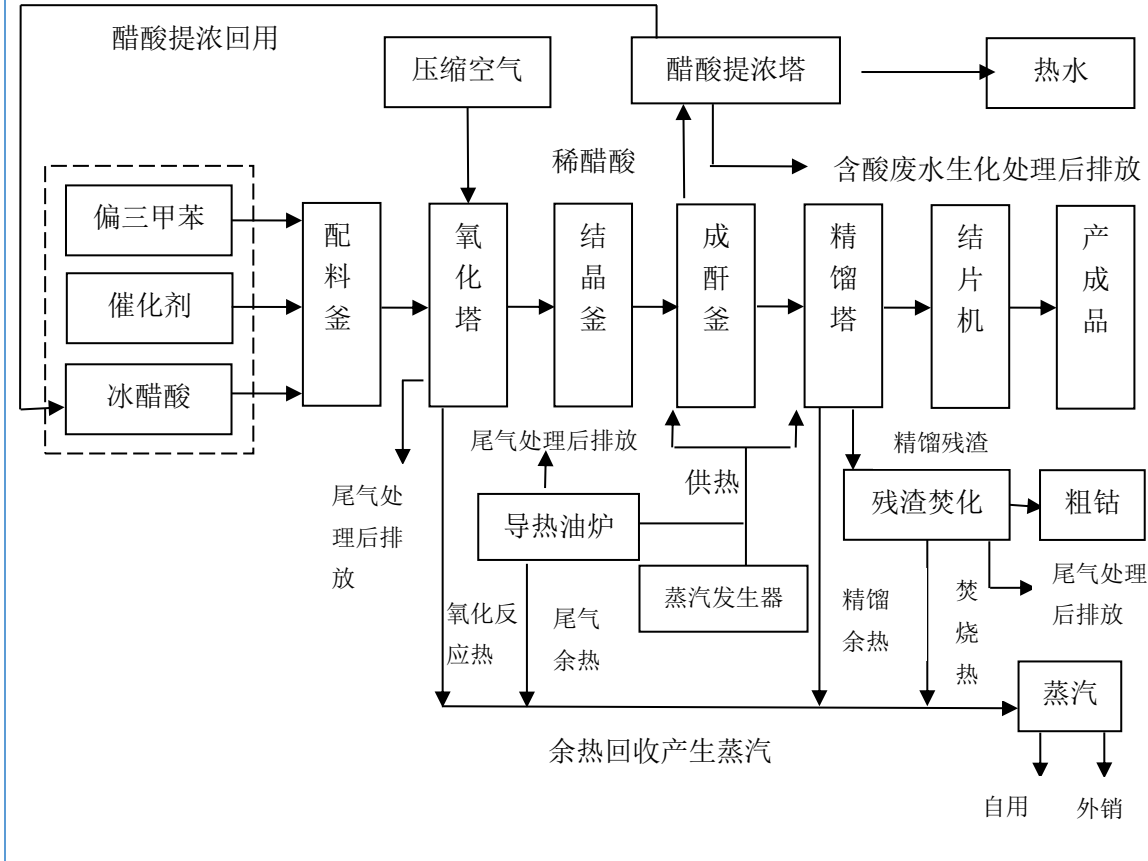 醋酸提浓回用
压缩空气
醋酸提浓塔
热水
稀醋酸
含酸废水生化处理后排放
偏三甲苯
催化剂
冰醋酸
配料釜
氧化塔
结晶釜
成酐釜
精馏塔
结片机
产成品
尾气处
理后排
放
尾气处理后排放
供热
精馏残渣
导热油炉
残渣焚化
粗钴
蒸汽发生器
尾气处理
后排放
氧化反
应热
尾气
余热
精馏
余热
焚烧热
蒸汽
余热回收产生蒸汽
自用
外销